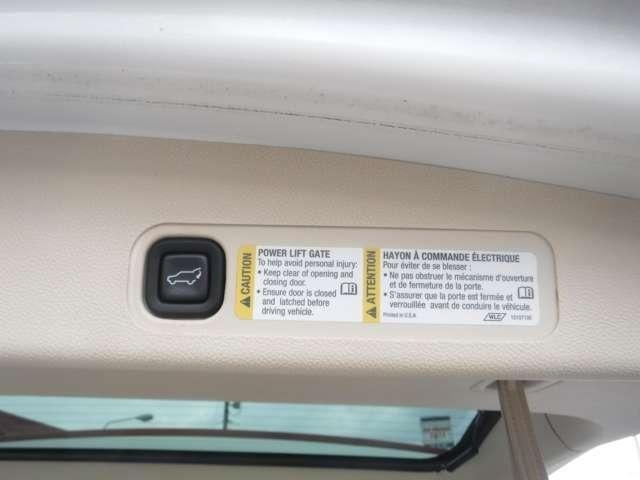 CAUTION
POWER LIFT GATE
To help avoid personal injury:
• Keep clear of opening and
closing door.
• Ensure door is closed
and latched before
driving vehicle.
ATTENTION
HAYON À COMMANDE ÉLECTRIQUE
Pour éviter de se blesser :
• Ne pas obstruer le mécanisme d'ouverture
et de fermeture de la porte.
• S'assurer que la porte est fermée et
verrouillée avant de conduire le véhicule.
Printed in U.S.A.
WLC